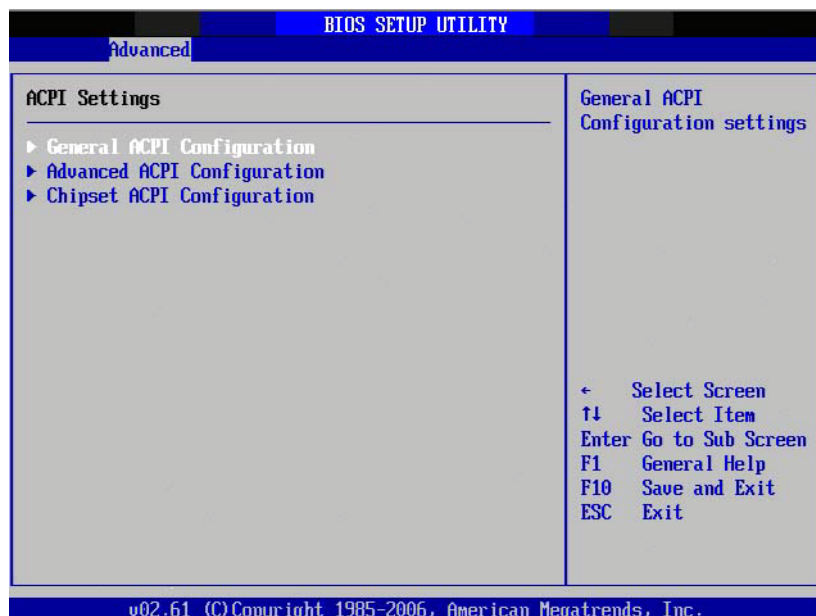 BIOS SETUP UTILITY
Advanced
ACPI Settings
▶ General ACPI Configuration
▶ Advanced ACPI Configuration
▶ Chipset ACPI Configuration
General ACPI
Configuration settings
← Select Screen
↑↓ Select Item
Enter Go to Sub Screen
F1 General Help
F10 Save and Exit
ESC Exit
v02.61 (C)Copyright 1985-2006, American Megatrends, Inc.